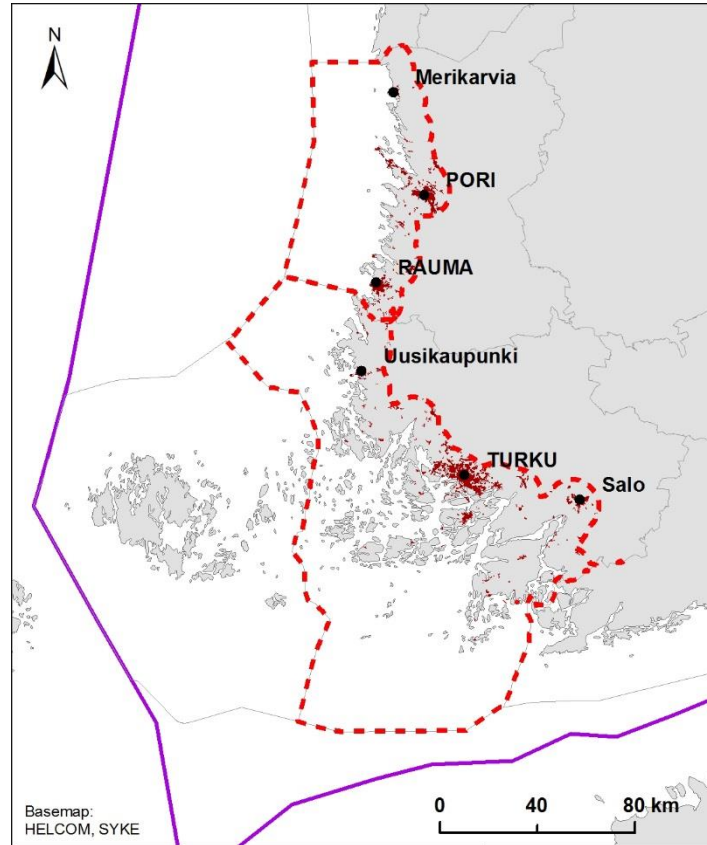 N
Merikarvia
PORI
RAUMA
Uusikaupunki
TURKU
Salo
Basemap:
HELCOM, SYKE
0 40 80 km